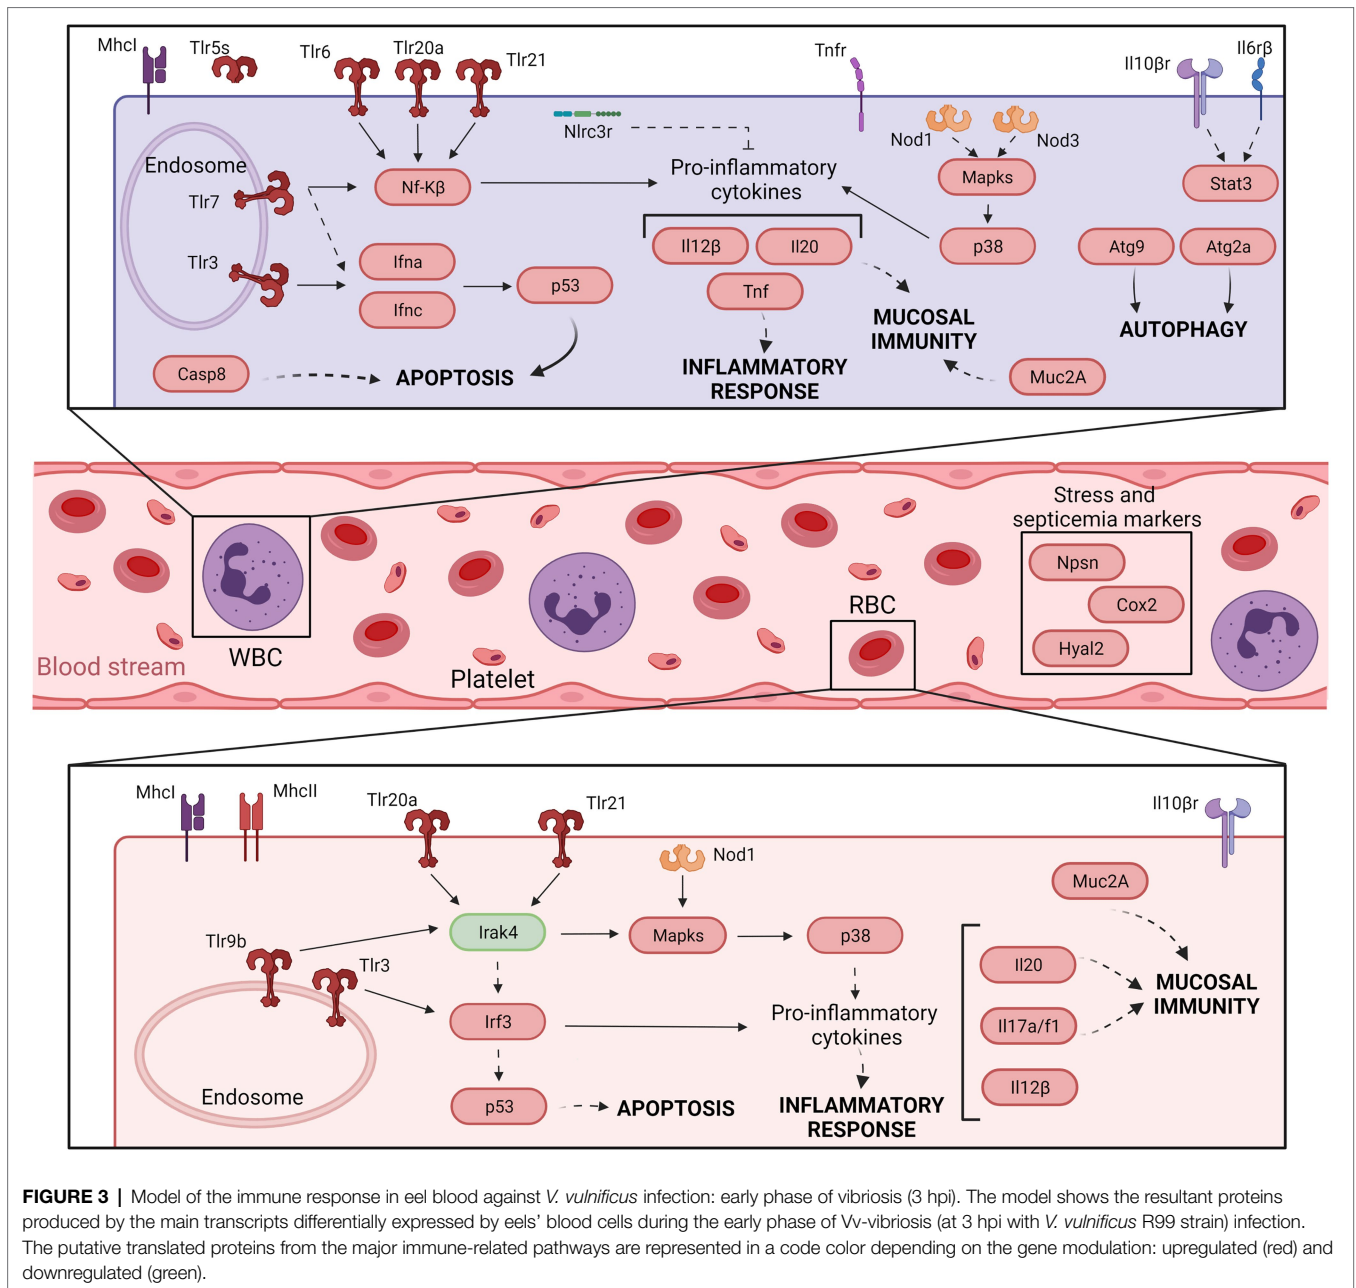 MhcI
Tlr5s
Tlr6
Tlr20a
Tlr21
Tnfr
Il10βr
Il6rβ
Nlrc3r
Nod1
Nod3
Endosome
Tlr7
Tlr3
Nf-Kβ
Pro-inflammatory
cytokines
Mapks
Stat3
Ifna
Ifnc
p53
Il12β
Il20
Tnf
p38
Atg9
Atg2a
MUCOSAL
IMMUNITY
AUTOPHAGY
Casp8
APOPTOSIS
INFLAMMATORY
RESPONSE
Muc2A
Stress and
septicemia markers
Npsn
Cox2
Hyal2
RBC
WBC
Blood stream
Platelet
MhcI
MhcII
Tlr20a
Tlr21
Il10βr
Nod1
Muc2A
Tlr9b
Tlr3
Irak4
Mapks
p38
Il20
MUCOSAL
IMMUNITY
Irf3
Pro-inflammatory
cytokines
Il17a/f1
Endosome
p53
APOPTOSIS
INFLAMMATORY
RESPONSE
Il12β
FIGURE 3 | Model of the immune response in eel blood against V. vulnificus infection: early phase of vibriosis (3 hpi). The model shows the resultant proteins
produced by the main transcripts differentially expressed by eels’ blood cells during the early phase of Vv-vibriosis (at 3 hpi with V. vulnificus R99 strain) infection.
The putative translated proteins from the major immune-related pathways are represented in a code color depending on the gene modulation: upregulated (red) and
downregulated (green).